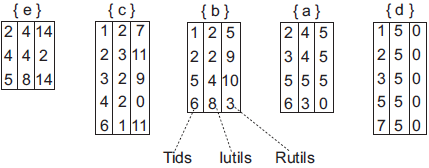 { e } { c } { b } { a } { d }
2 4 14 1 2 7 1 2 5 2 4 5 1 5 0
4 4 2 2 3 11 2 2 9 3 4 5 2 5 0
5 8 14 3 2 9 5 4 10 5 4 5 3 5 0
4 2 0 6 8 3 6 3 0 5 5 0
6 1 11 7 5 0
Tids Iutils Rutils